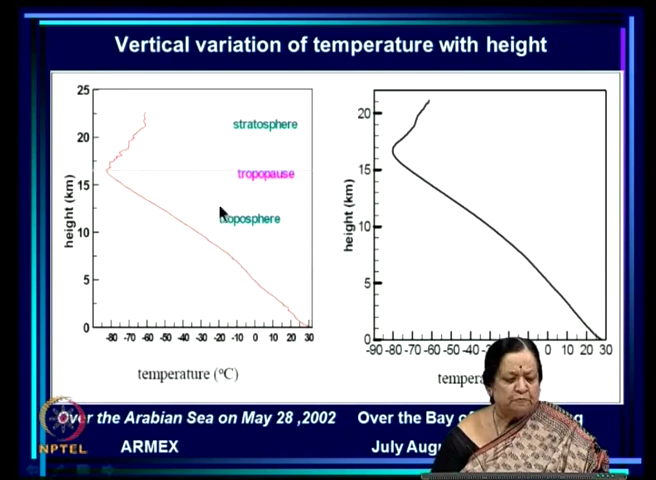 Vertical variation of temperature with height
25
20
15
10
5
0
height (km)
-80 -70 -60 -50 -40 -30 -20 -10 0 10 20 30
temperature (°C)
stratosphere
tropopause
troposphere
20
15
10
5
0
height (km)
-90 -80 -70 -60 -50 -40 0 10 20 30
Over the Arabian Sea on May 28 ,2002
ARMEX
Over the Bay
July
NPTEL